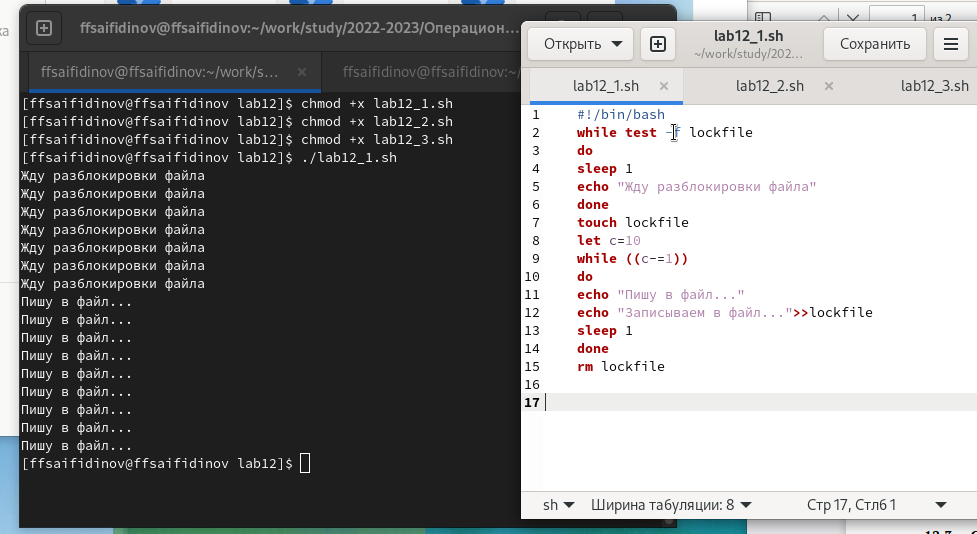 ка
ffsaifidinov@ffsaifidinov:~/work/study/2022-2023/Операцион...
ffsaifidinov@ffsaifidinov:~/work/s... ×
ffsaifidinov@ffsaifidinov:~/
[ffsaifidinov@ffsaifidinov lab12]$ chmod +x lab12_1.sh
[ffsaifidinov@ffsaifidinov lab12]$ chmod +x lab12_2.sh
[ffsaifidinov@ffsaifidinov lab12]$ chmod +x lab12_3.sh
[ffsaifidinov@ffsaifidinov lab12]$ ./lab12_1.sh
Жду разблокировки файла
Жду разблокировки файла
Жду разблокировки файла
Жду разблокировки файла
Жду разблокировки файла
Жду разблокировки файла
Жду разблокировки файла
Пишу в файл...
Пишу в файл...
Пишу в файл...
Пишу в файл...
Пишу в файл...
Пишу в файл...
Пишу в файл...
Пишу в файл...
Пишу в файл...
[ffsaifidinov@ffsaifidinov lab12]$
1 из 2
Открыть
lab12_1.sh
~/work/study/202...
Сохранить
lab12_1.sh × lab12_2.sh × lab12_3.sh
1 #!/bin/bash
2 while test -f lockfile
3 do
4 sleep 1
5 echo "Жду разблокировки файла"
6 done
7 touch lockfile
8 let c=10
9 while ((c-=1))
10 do
11 echo "Пишу в файл..."
12 echo "Записываем в файл...">>lockfile
13 sleep 1
14 done
15 rm lockfile
16
17
sh Ширина табуляции: 8 Стр 17, Стлб 1